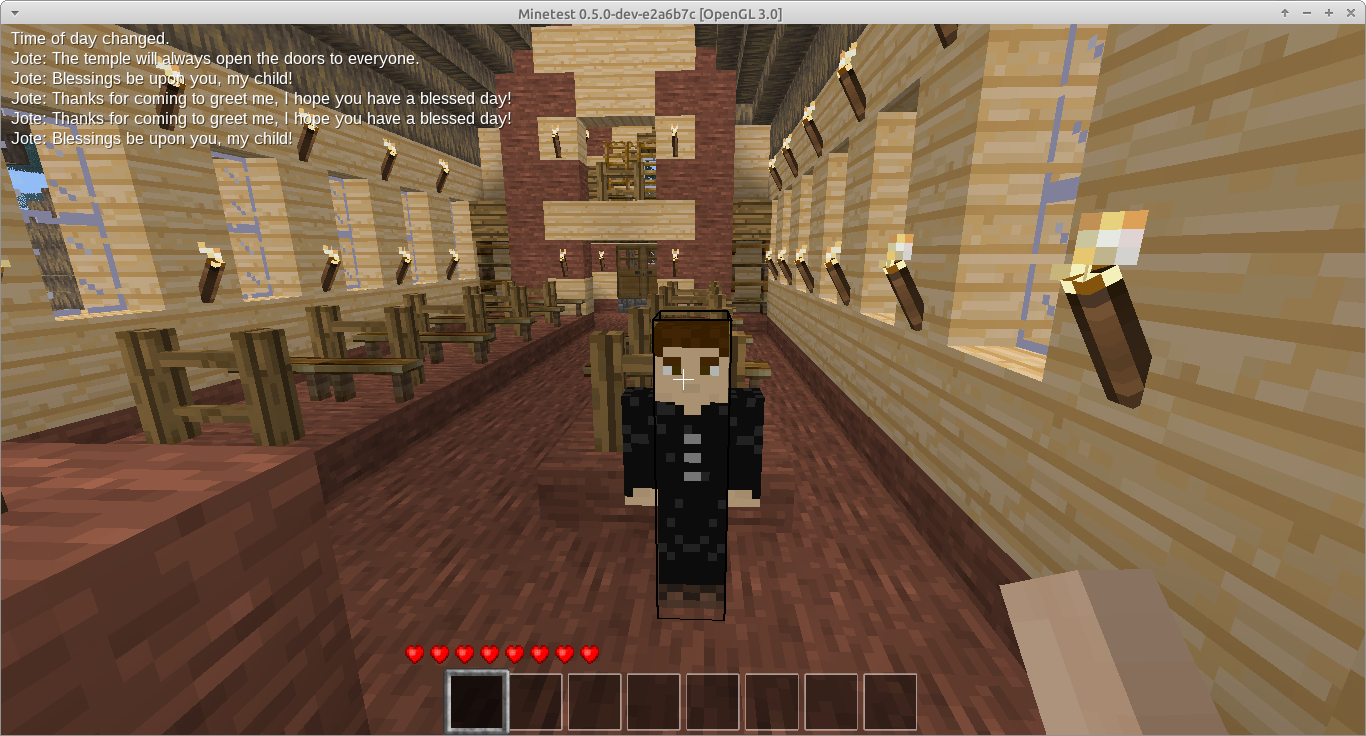 Minetest 0.5.0-dev-e2a6b7c [OpenGL 3.0]
Time of day changed.
Jote: The temple will always open the doors to everyone.
Jote: Blessings be upon you, my child!
Jote: Thanks for coming to greet me, I hope you have a blessed day!
Jote: Thanks for coming to greet me, I hope you have a blessed day!
Jote: Blessings be upon you, my child!